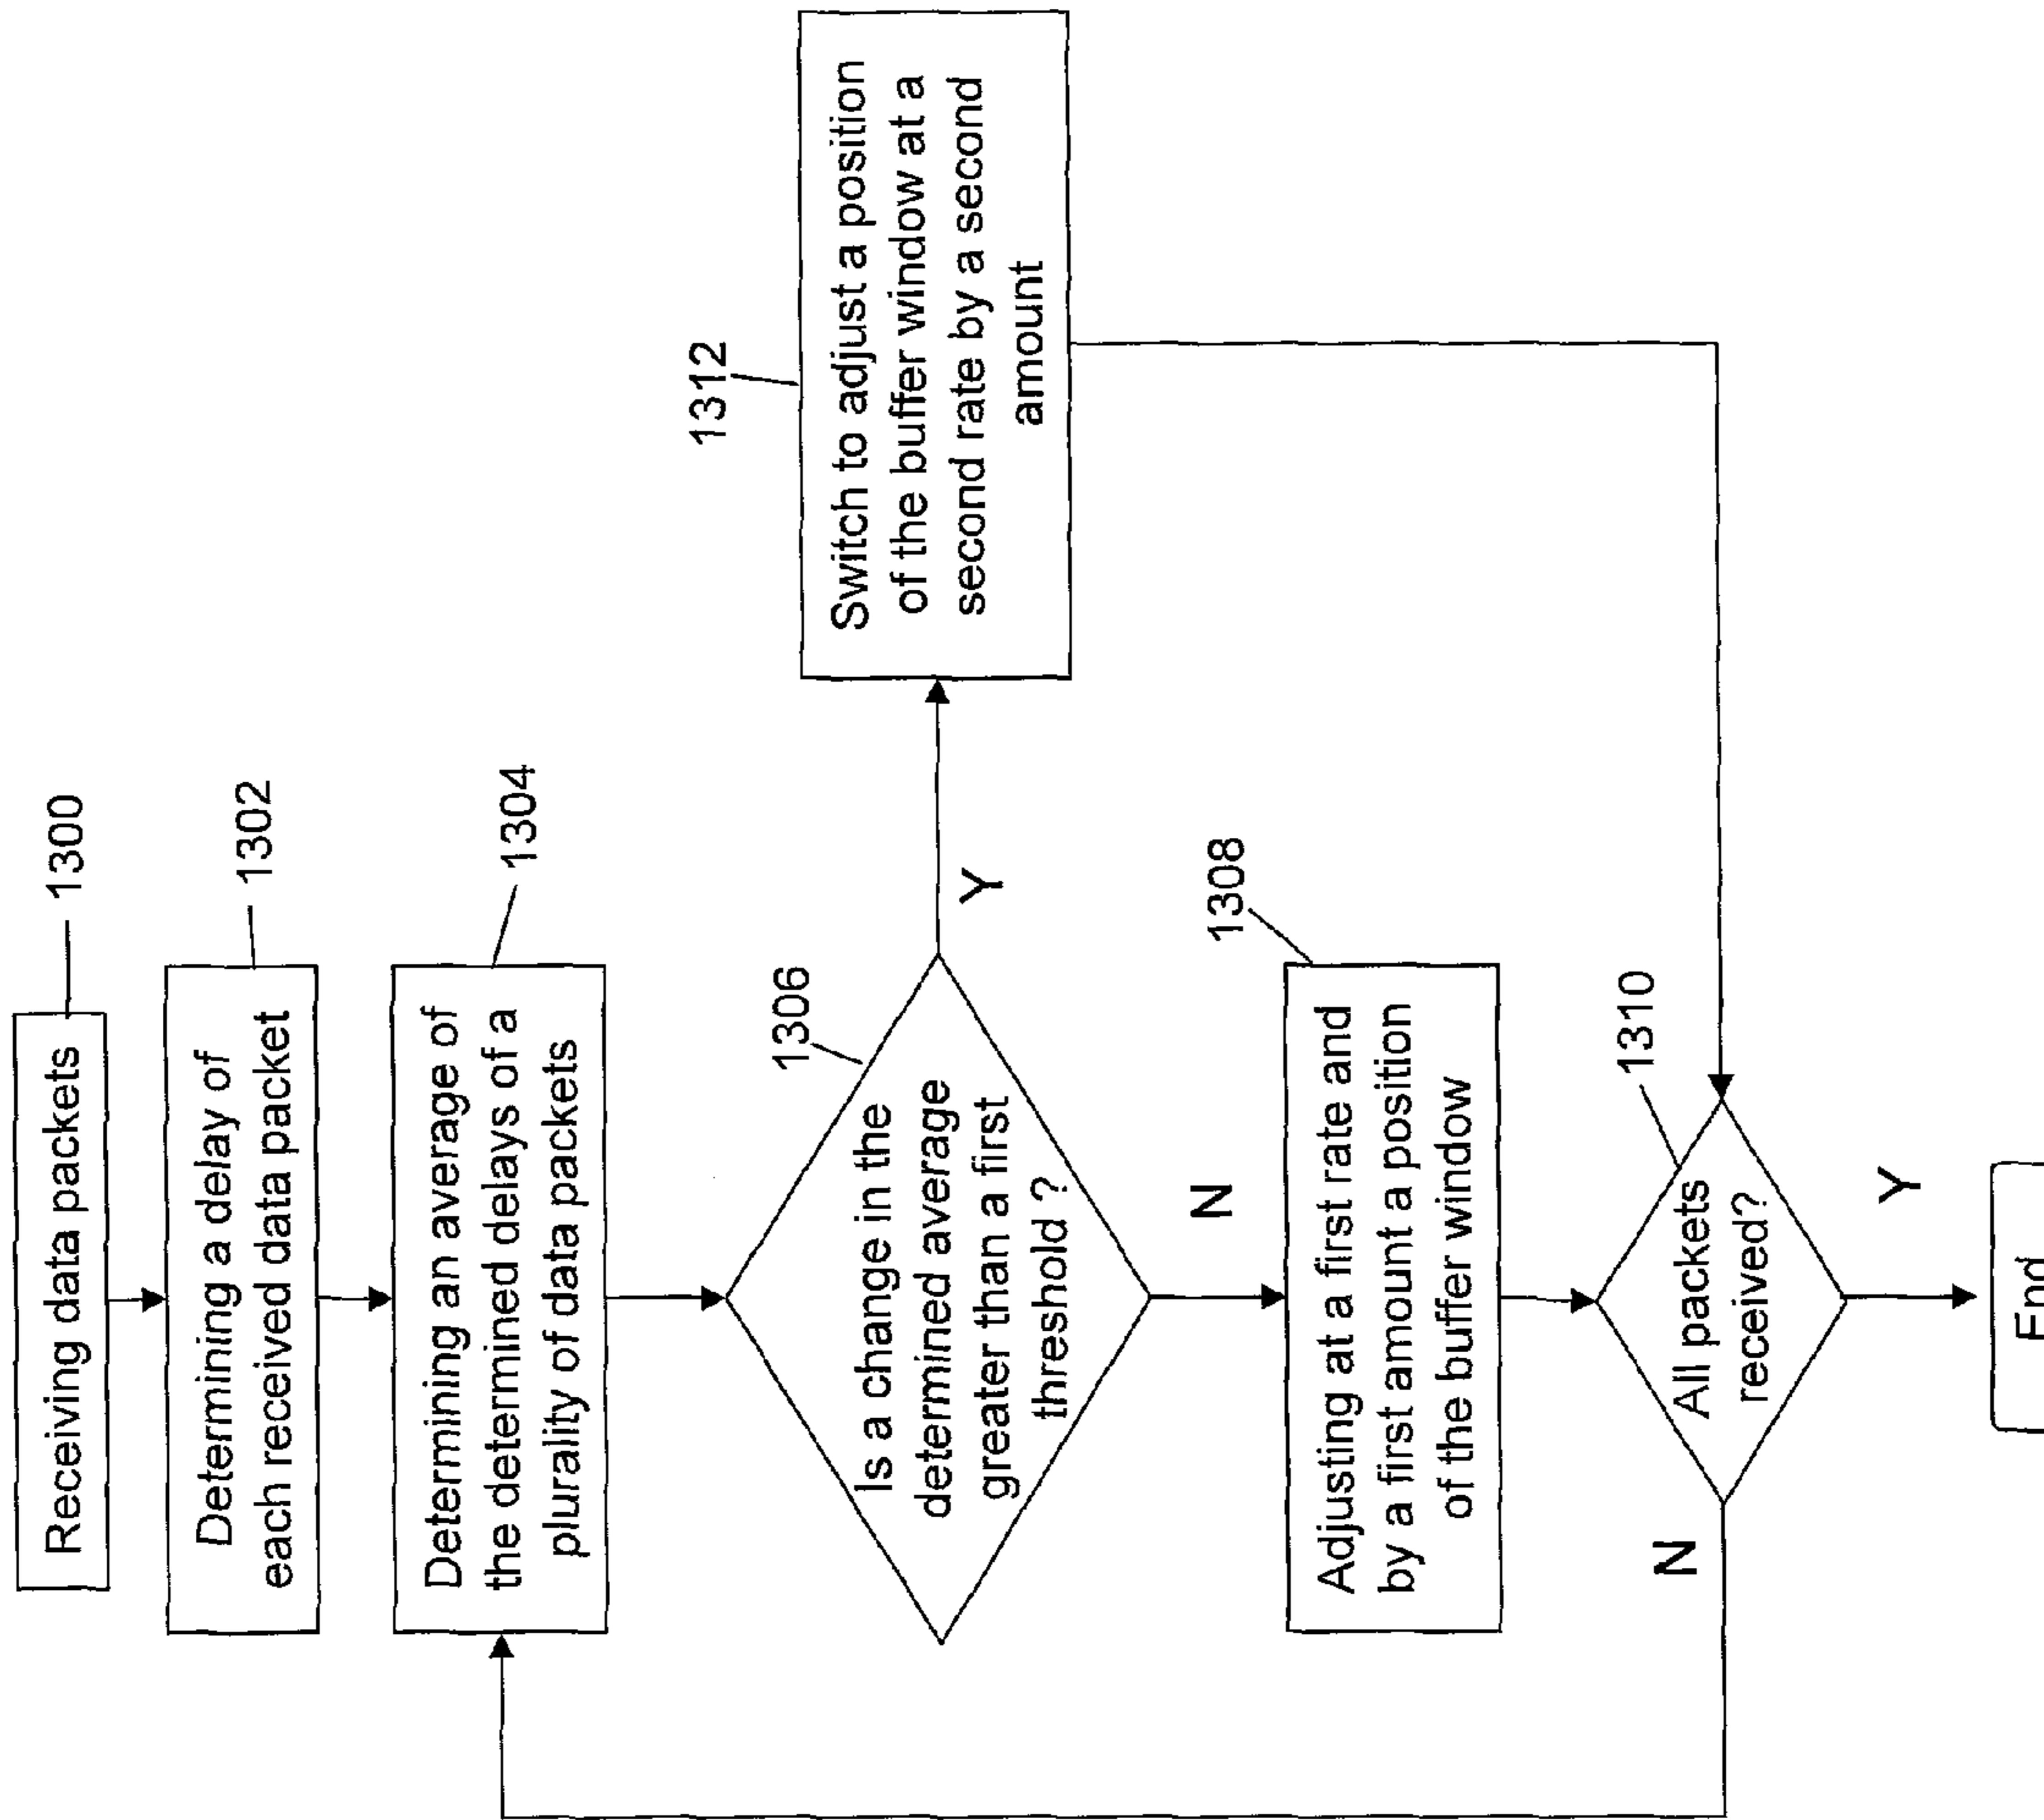 Receiving data packets
1300
Determining a delay of
each received data packet
1302
Determining an average of
the determined delays of a
plurality of data packets
1304
Is a change in the
determined average
greater than a first
threshold ?
1306
Y
Switch to adjust a position
of the buffer window at a
second rate by a second
amount
1312
N
Adjusting at a first rate and
by a first amount a position
of the buffer window
1308
All packets
received?
1310
N
Y
End